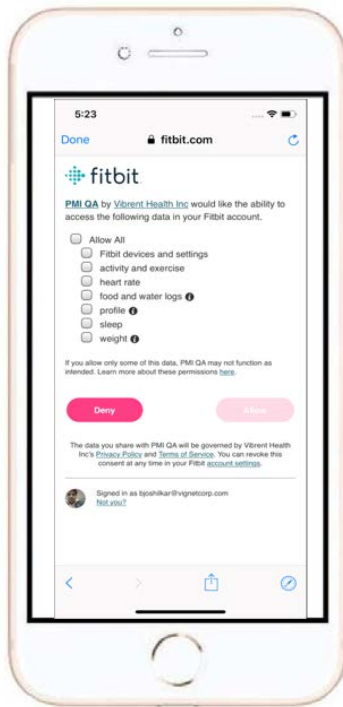 5:23
Done
fitbit.com
fitbit
PMI QA by Vibrent Health Inc would like the ability to
access the following data in your Fitbit account.
Allow All
Fitbit devices and settings
activity and exercise
heart rate
food and water logs
profile
sleep
weight
If you allow only some of this data, PMI QA may not function as
intended. Learn more about these permissions here.
Deny
Allow
The data you share with PMI QA will be governed by Vibrent Health
Inc's Privacy Policy and Terms of Service. You can revoke this
consent at any time in your Fitbit account settings.
Signed in as bjoshilkar@vignetcorp.com
Not you?